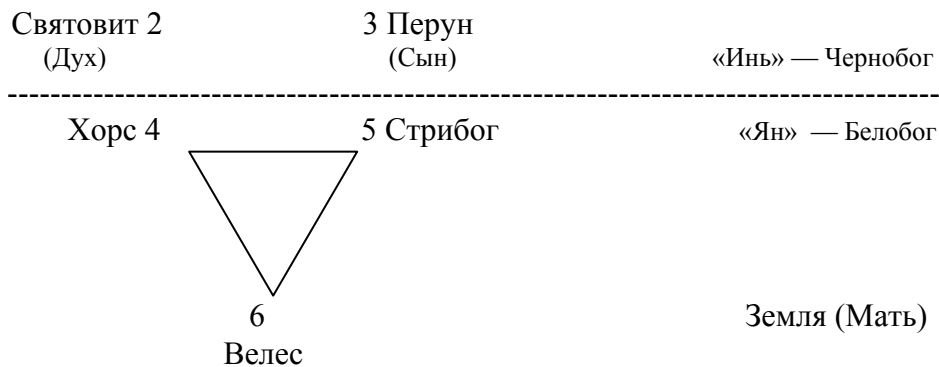 Святовит 2 3 Перун
(Дух) (Сын) «Инь» — Чернобог
Хорс 4 5 Стрибог «Ян» — Белобог
6 Земля (Мать)
Велес